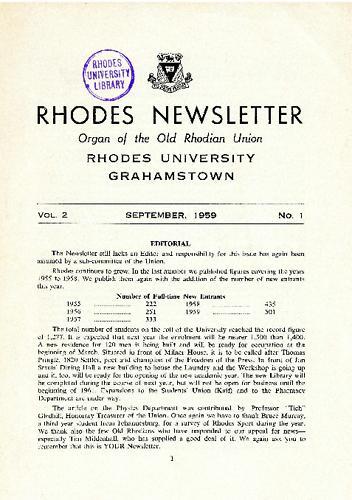 RHODES
UNIVERSITY
LIBRARY
RHODES NEWSLETTER
Organ of the Old Rhodian Union
RHODES UNIVERSITY
GRAHAMSTOWN
VOL. 2 SEPTEMBER, 1959 No. 1
EDITORIAL
The Newsletter still lacks an Editor and responsibility for this issue has again been
assumed by a sub-committee of the Union.
Rhodes continues to grow. In the last number we published figures covering the years
1955 to 1958. We publish them again with the addition of the number of new entrants
this year.
Number of Full-time New Entrants
1955 ............ 222 1958 ............ 435
1956 ............ 251 1959 ............ 501
1957 ............ 333
The total number of students on the roll of the University reached the record figure
of 1,277. It is expected that next year the enrolment will be nearer 1,500 than 1,400.
A new residence for 120 men is being built and will be ready for occupation at the
beginning of March. Situated in front of Milner House, it is to be called after Thomas
Pringle, 1820 Settler, poet and champion of the Freedom of the Press. In front of Jan
Smuts Dining Hall a new building to house the Laundry and the Workshop is going up
and it, too, will be ready for the opening of the new academic year. The new Library will
be completed during the course of next year, but will not be open for business until the
beginning of 1961. Expansions to the Students' Union (Kaif) and to the Pharmacy
Department are under way.
The article on the Physics Department was contributed by Professor "Tich"
Honorary Treasurer of the Union. Once again we have to thank Bruce Murray,
a third year student from Johannesburg, for a survey of Rhodes Sport during the year.
We thank also the few Old Rhodians who have responded to our appeal for news—
especially Tim Middenhall, who has supplied a good deal of it. We again ask you to
remember that this is YOUR Newsletter.
1